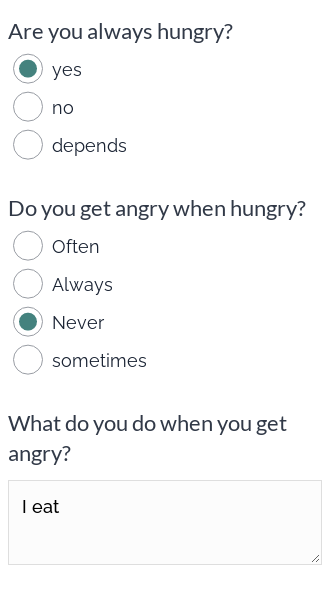 Are you always hungry?
yes
no
depends
Do you get angry when hungry?
Often
Always
Never
sometimes
What do you do when you get
angry?
I eat